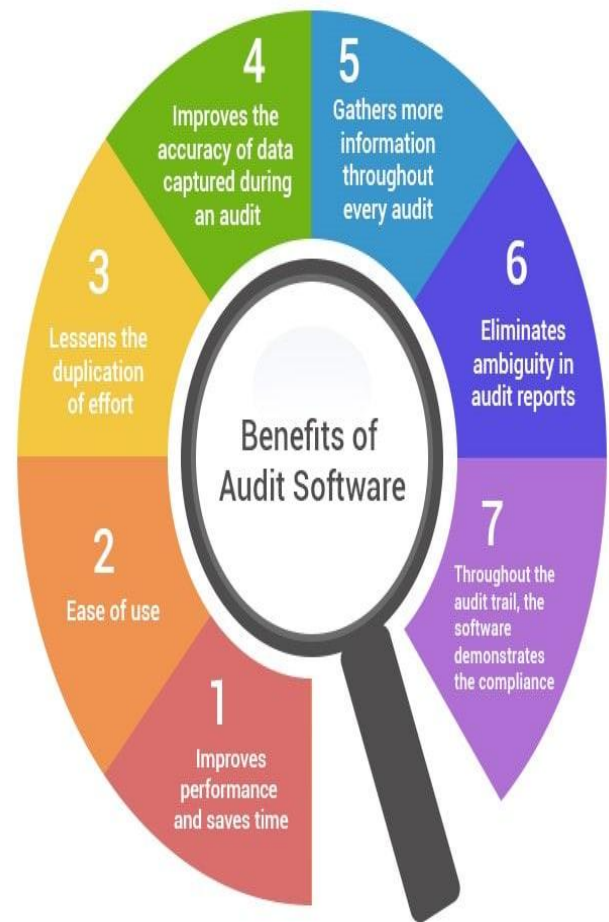 Benefits of
Audit Software
1
Improves
performance
and saves time
2
Ease of use
3
Lessens the
duplication
of effort
4
Improves the
accuracy of data
captured during
an audit
5
Gathers more
information
throughout
every audit
6
Eliminates
ambiguity in
audit reports
7
Throughout the
audit trail, the
software
demonstrates
the compliance